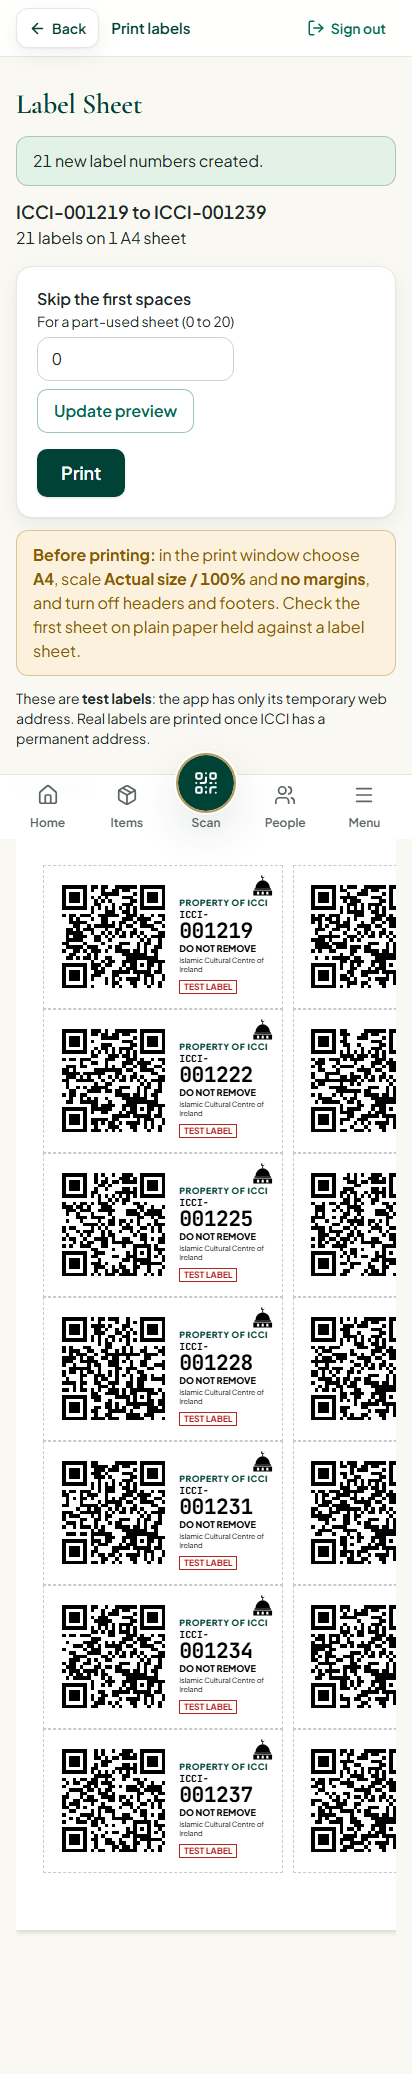 Back
Print labels
Sign out
Label Sheet
21 new label numbers created.
ICCI-001219 to ICCI-001239
21 labels on 1 A4 sheet
Skip the first spaces
For a part-used sheet (0 to 20)
0
Update preview
Print
Before printing: in the print window choose
A4, scale Actual size / 100% and no margins,
and turn off headers and footers. Check the
first sheet on plain paper held against a label
sheet.
These are test labels: the app has only its temporary web
address. Real labels are printed once ICCI has a
permanent address.
Home
Items
Scan
People
Menu
PROPERTY OF ICCI
ICCI-
001219
DO NOT REMOVE
Islamic Cultural Centre of
Ireland
TEST LABEL
PROPERTY OF ICCI
ICCI-
001222
DO NOT REMOVE
Islamic Cultural Centre of
Ireland
TEST LABEL
PROPERTY OF ICCI
ICCI-
001225
DO NOT REMOVE
Islamic Cultural Centre of
Ireland
TEST LABEL
PROPERTY OF ICCI
ICCI-
001228
DO NOT REMOVE
Islamic Cultural Centre of
Ireland
TEST LABEL
PROPERTY OF ICCI
ICCI-
001231
DO NOT REMOVE
Islamic Cultural Centre of
Ireland
TEST LABEL
PROPERTY OF ICCI
ICCI-
001234
DO NOT REMOVE
Islamic Cultural Centre of
Ireland
TEST LABEL
PROPERTY OF ICCI
ICCI-
001237
DO NOT REMOVE
Islamic Cultural Centre of
Ireland
TEST LABEL